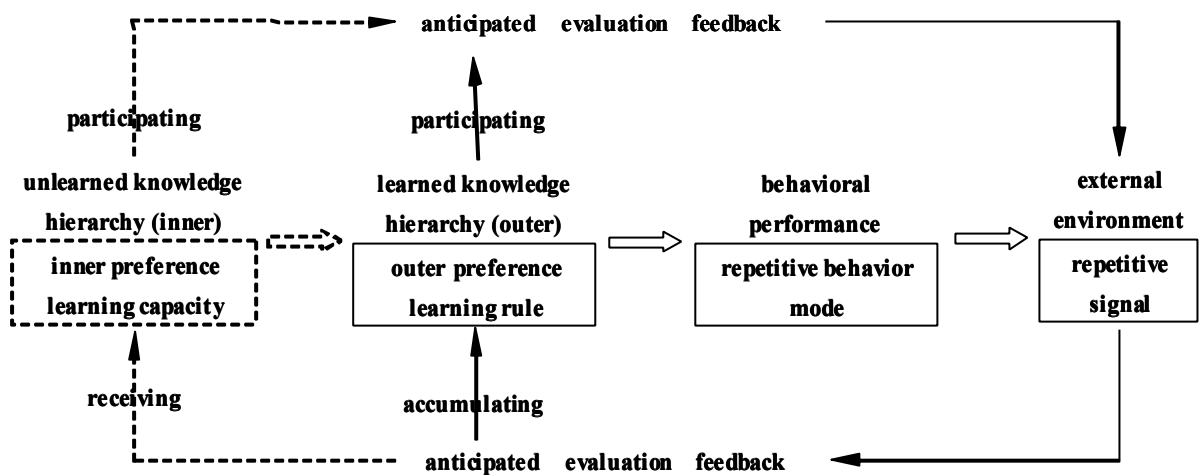 anticipated evaluation feedback
participating
participating
unlearned knowledge
hierarchy (inner)
inner preference
learning capacity
learned knowledge
hierarchy (outer)
outer preference
learning rule
behavioral
performance
repetitive behavior
mode
external
environment
repetitive
signal
receiving
accumulating
anticipated evaluation feedback